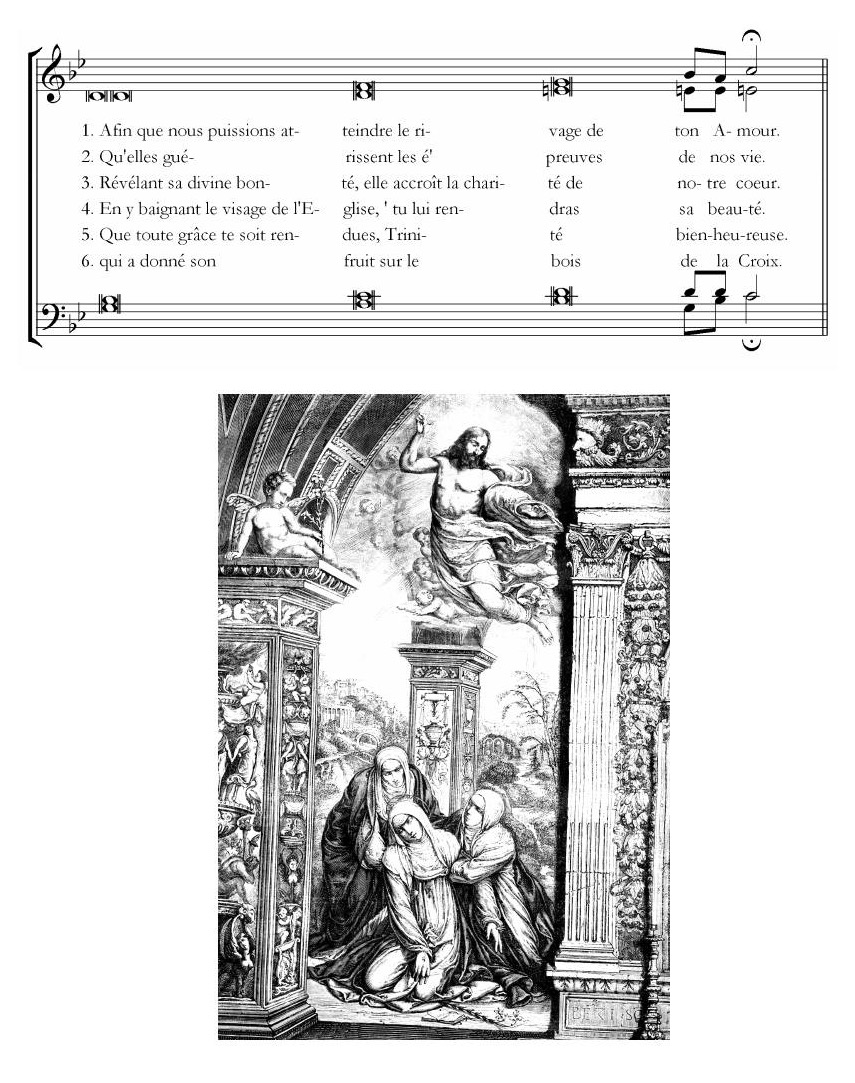 1. Afin que nous puissions at- teindre le ri- vage de ton A- mour.
2. Qu'elles gué- rissent les é' preuves de nos vie.
3. Révélant sa divine bon- té, elle accroît la chari- té de no- tre coeur.
4. En y baignant le visage de l'E- glise, ' tu lui ren- dras sa beau-té.
5. Que toute grâce te soit ren- dues, Trini- té bien-heu-reuse.
6. qui a donné son fruit sur le bois de la Croix.